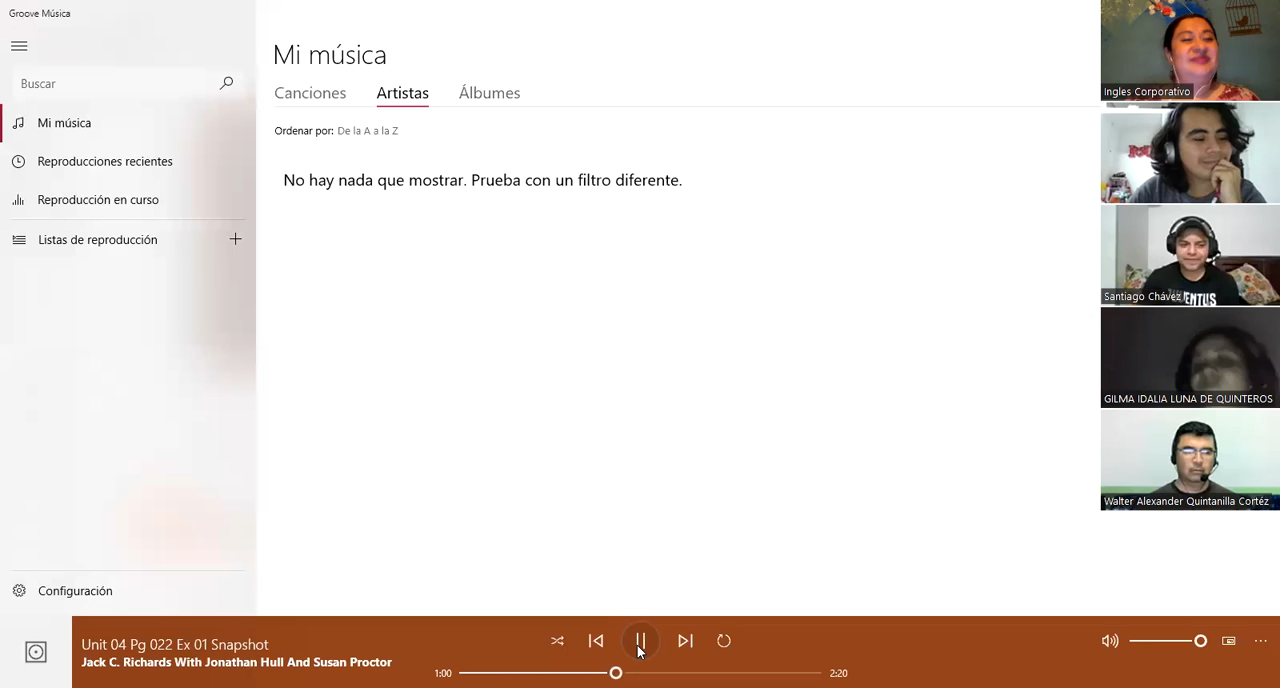 Groove Música
Buscar
Mi música
Reproducciones recientes
Reproducción en curso
Listas de reproducción
Configuración
Mi música
Canciones Artistas Álbumes
Ordenar por: De la A a la Z
No hay nada que mostrar. Prueba con un filtro diferente.
Ingles Corporativo
Santiago Chávez
GILMA IDALIA LUNA DE QUINTEROS
Walter Alexander Quintanilla Cortéz
Unit 04 Pg 022 Ex 01 Snapshot
Jack C. Richards With Jonathan Hull And Susan Proctor
1:00
2:20